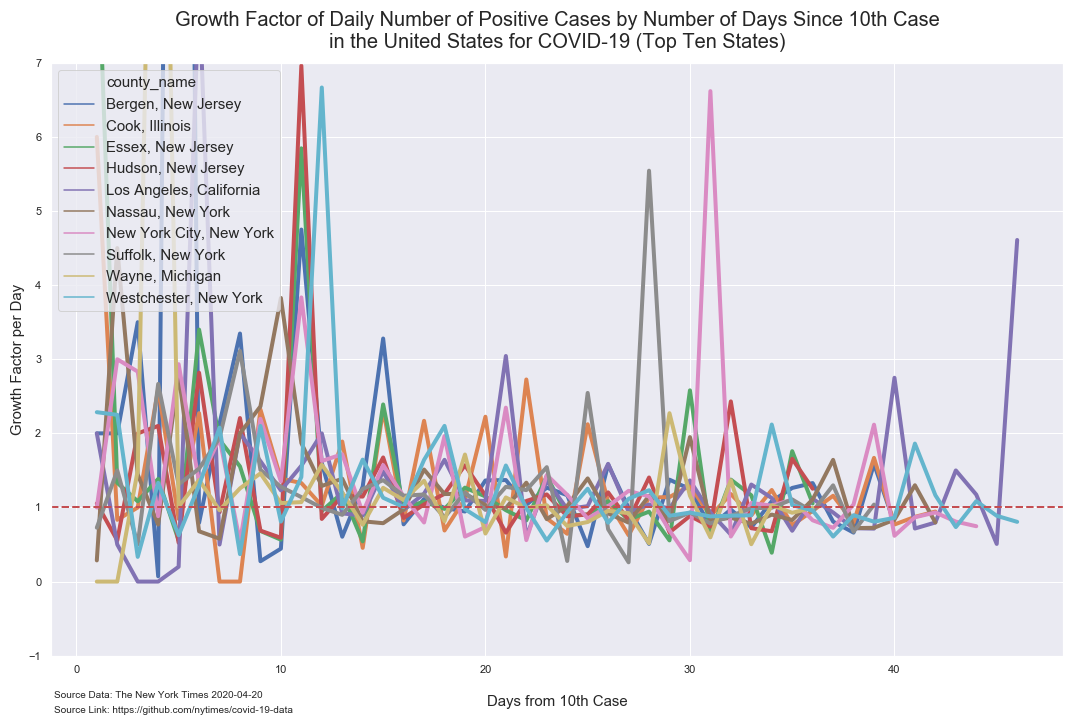 Growth Factor of Daily Number of Positive Cases by Number of Days Since 10th Case
in the United States for COVID-19 (Top Ten States)
7
6
5
4
3
2
1
0
−1
Growth Factor per Day
county_name
Bergen, New Jersey
Cook, Illinois
Essex, New Jersey
Hudson, New Jersey
Los Angeles, California
Nassau, New York
New York City, New York
Suffolk, New York
Wayne, Michigan
Westchester, New York
0 10 20 30 40
Days from 10th Case
Source Data: The New York Times 2020-04-20
Source Link: https://github.com/nytimes/covid-19-data